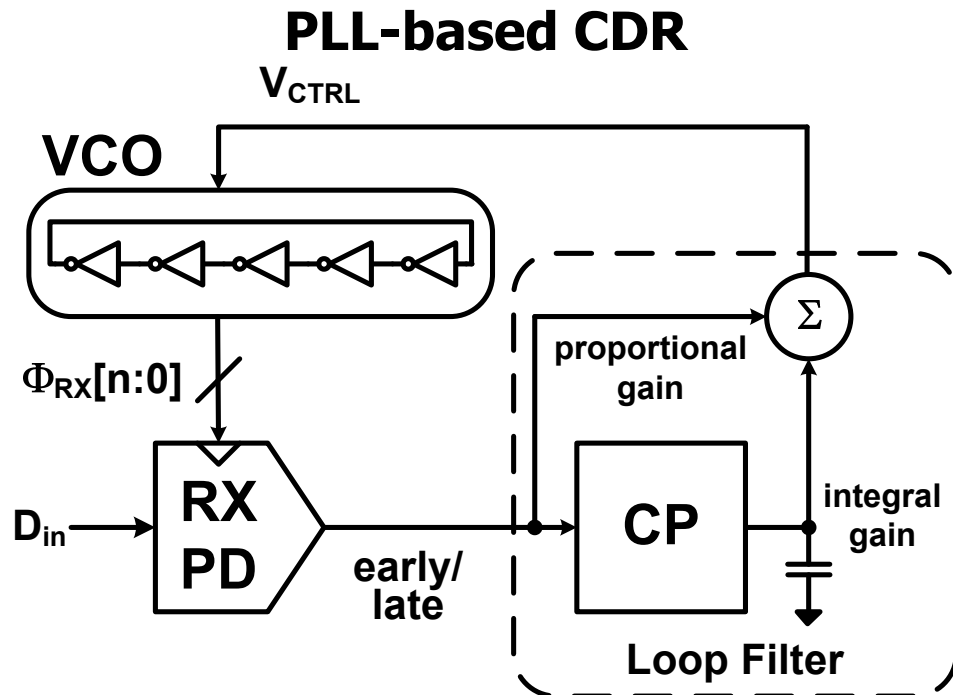 PLL-based CDR
VCTRL
VCO
Σ
proportional
gain
ΦRX[n:0]
RX
PD
Din
early/
late
CP
integral
gain
Loop Filter